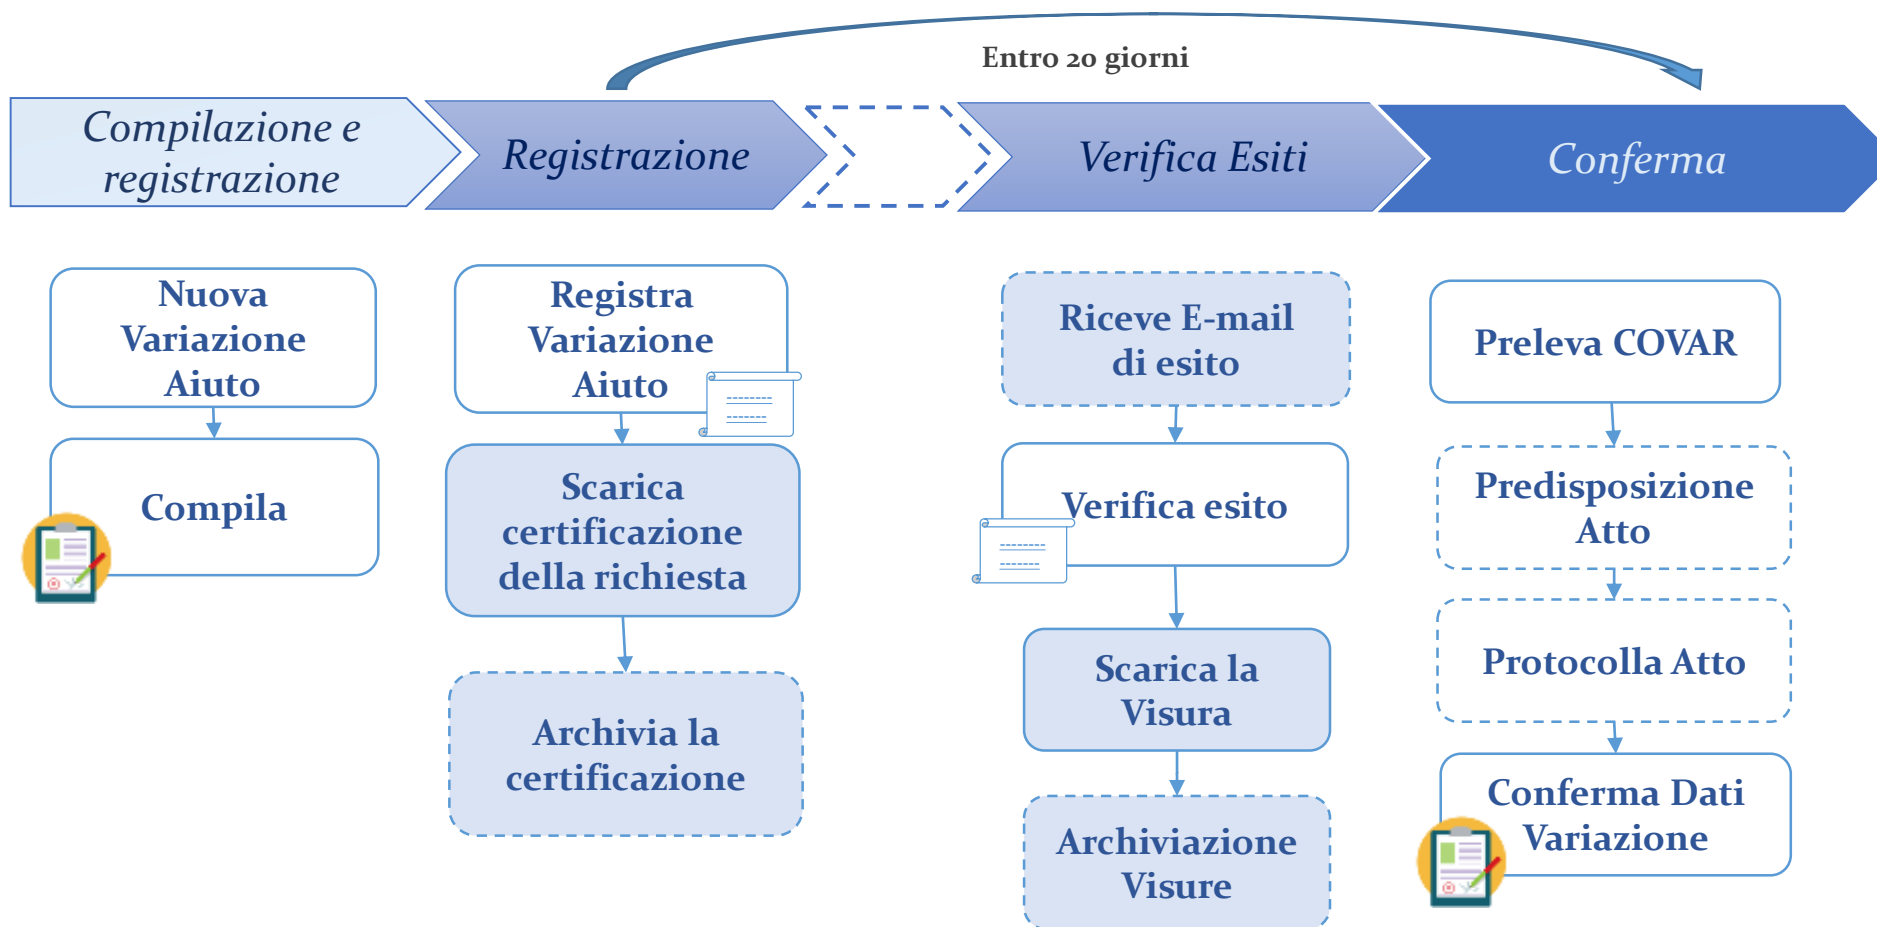 Entro 20 giorni
Compilazione e
registrazione
Registrazione
Verifica Esiti
Conferma
Nuova
Variazione
Aiuto
Compila
Registra
Variazione
Aiuto
Scarica
certificazione
della richiesta
Archivia la
certificazione
Riceve E-mail
di esito
Verifica esito
Scarica la
Visura
Archiviazione
Visure
Preleva COVAR
Predisposizione
Atto
Protocolla Atto
Conferma Dati
Variazione